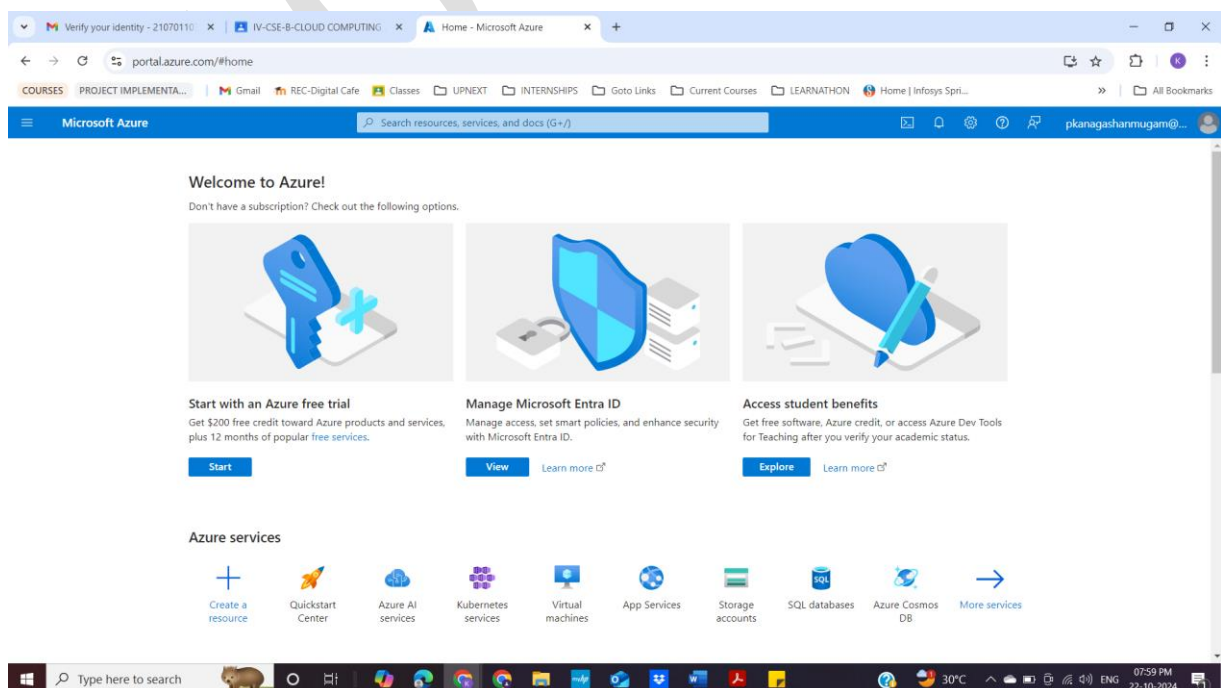 Verify your identity - 21070110
IV-CSE-B-CLOUD COMPUTING
Home - Microsoft Azure
portal.azure.com/#home
K
COURSES
PROJECT IMPLEMENTA...
Gmail
REC-Digital Cafe
Classes
UPNEXT
INTERNSHIPS
Goto Links
Current Courses
LEARNATHON
Home | Infosys Spri...
»
All Bookmarks
Microsoft Azure
Search resources, services, and docs (G+/)
pkanagashanmugam@...
Welcome to Azure!
Don't have a subscription? Check out the following options.
Start with an Azure free trial
Get $200 free credit toward Azure products and services,
plus 12 months of popular free services.
Start
Manage Microsoft Entra ID
Manage access, set smart policies, and enhance security
with Microsoft Entra ID.
View
Learn more
Access student benefits
Get free software, Azure credit, or access Azure Dev Tools
for Teaching after you verify your academic status.
Explore
Learn more
Azure services
Create a
resource
Quickstart
Center
Azure AI
services
Kubernetes
services
Virtual
machines
App Services
Storage
accounts
SQL
SQL databases
Azure Cosmos
DB
More services
Type here to search
30°C
ENG
07:59 PM
22-10-2024